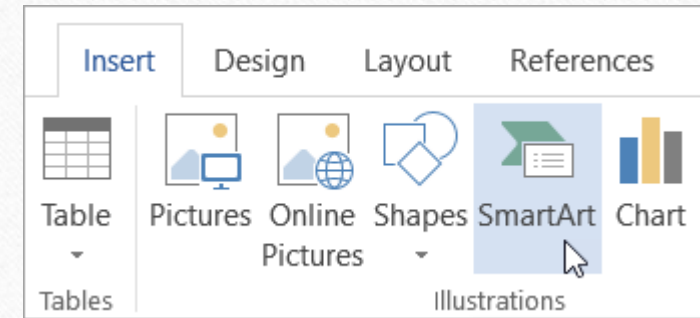 Insert Design Layout References
Table Pictures Online Pictures Shapes SmartArt Chart
Tables Illustrations